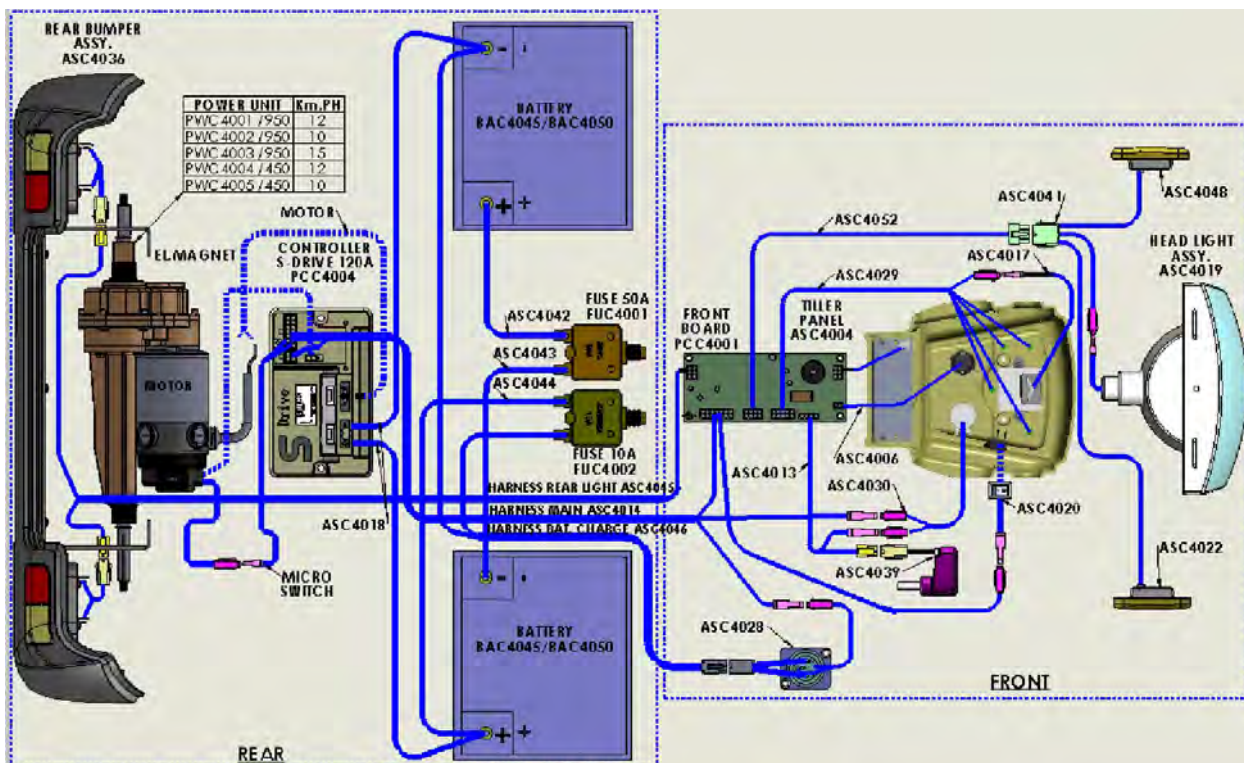 REAR BUMPER
ASSY.
ASC4036
POWER UNIT Km.PH
PWC4001/950 12
PWC4002/950 10
PWC4003/950 15
PWC4004/450 12
PWC4005/450 10
ELMAGNET
MOTOR
CONTROLLER
S-DRIVE 120A
PCC4004
MOTOR
S Drive
ASC4018
MICRO
SWITCH
REAR
BATTERY
BAC4045/BAC4050
FUSE 50A
FUC4001
ASC4042
ASC4043
ASC4044
FUSE 10A
FUC4002
HARNESS REAR LIGHT ASC4045
HARNESS MAIN ASC4014
HARNESS BAT. CHARGE ASC4046
BATTERY
BAC4045/BAC4050
FRONT
BOARD
PCC4001
ASC4052
ASC4029
TILLER
PANEL
ASC4004
ASC4041
ASC4017
ASC4048
HEAD LIGHT
ASSY.
ASC4019
ASC4013
ASC4006
ASC4030
ASC4020
ASC4039
ASC4022
ASC4028
FRONT